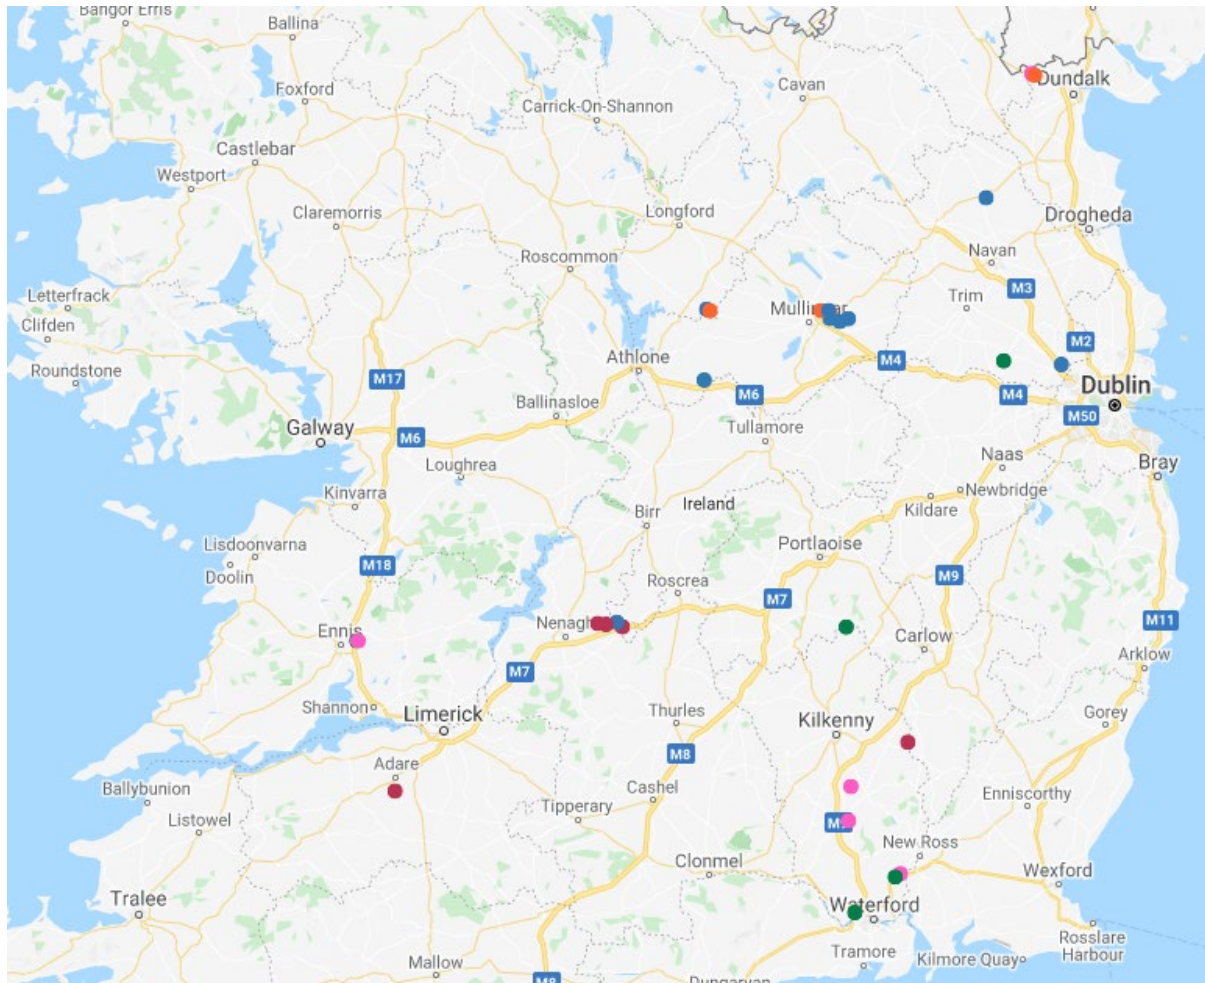 Bangor Erris
Ballina
Foxford
Carrick-On-Shannon
Cavan
Dundalk
Castlebar
Westport
Claremorris
Longford
Drogheda
Roscommon
Navan
Letterfrack
Clifden
Roundstone
M3
Trim
Mullingar
M2
Athlone
M17
M4
M4
Dublin
M6
Ballinasloe
M50
Galway
M6
Tullamore
Loughrea
Naas
Bray
Kinvarra
Newbridge
Kildare
Ireland
Birr
Lisdoonvarna
Doolin
M18
Portlaoise
M9
Roscrea
M7
Ennis
Nenagh
Carlow
M11
Arklow
M7
Shannon
Limerick
Thurles
Kilkenny
Gorey
M8
Adare
Ballybunion
Listowel
Tipperary
Cashel
Enniscorthy
New Ross
Clonmel
Wexford
Tralee
Waterford
Tramore
Kilmore Quay
Rosslare
Harbour
Mallow
M8
Dungarvan